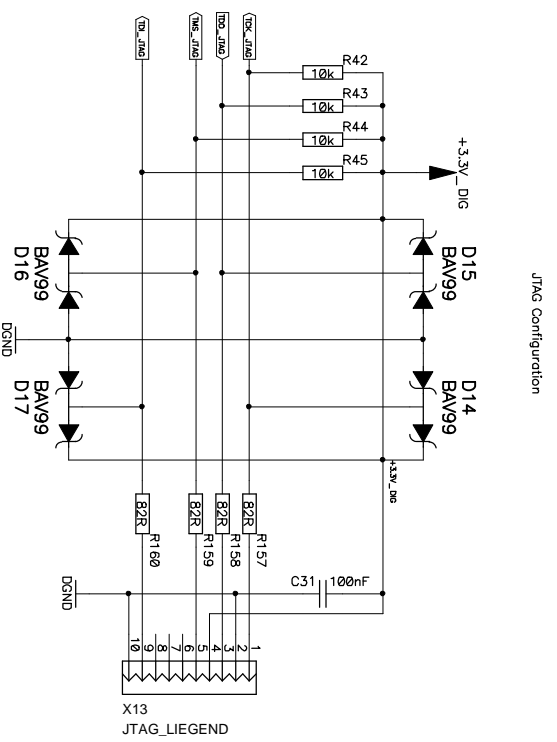 TDI_JTAG
TMS_JTAG
TDO_JTAG
TCK_JTAG
R42
10k
R43
10k
R44
10k
R45
10k
+3.3V_DIG
JTAG Configuration
D16
BAV99
D15
BAV99
DGND
D17
BAV99
D14
BAV99
+3.3V_DIG
82R
R160
82R
R159
82R
R158
82R
R157
C31
100nF
DGND
10
9
8
7
6
5
4
3
2
1
X13
JTAG_LIEGEND